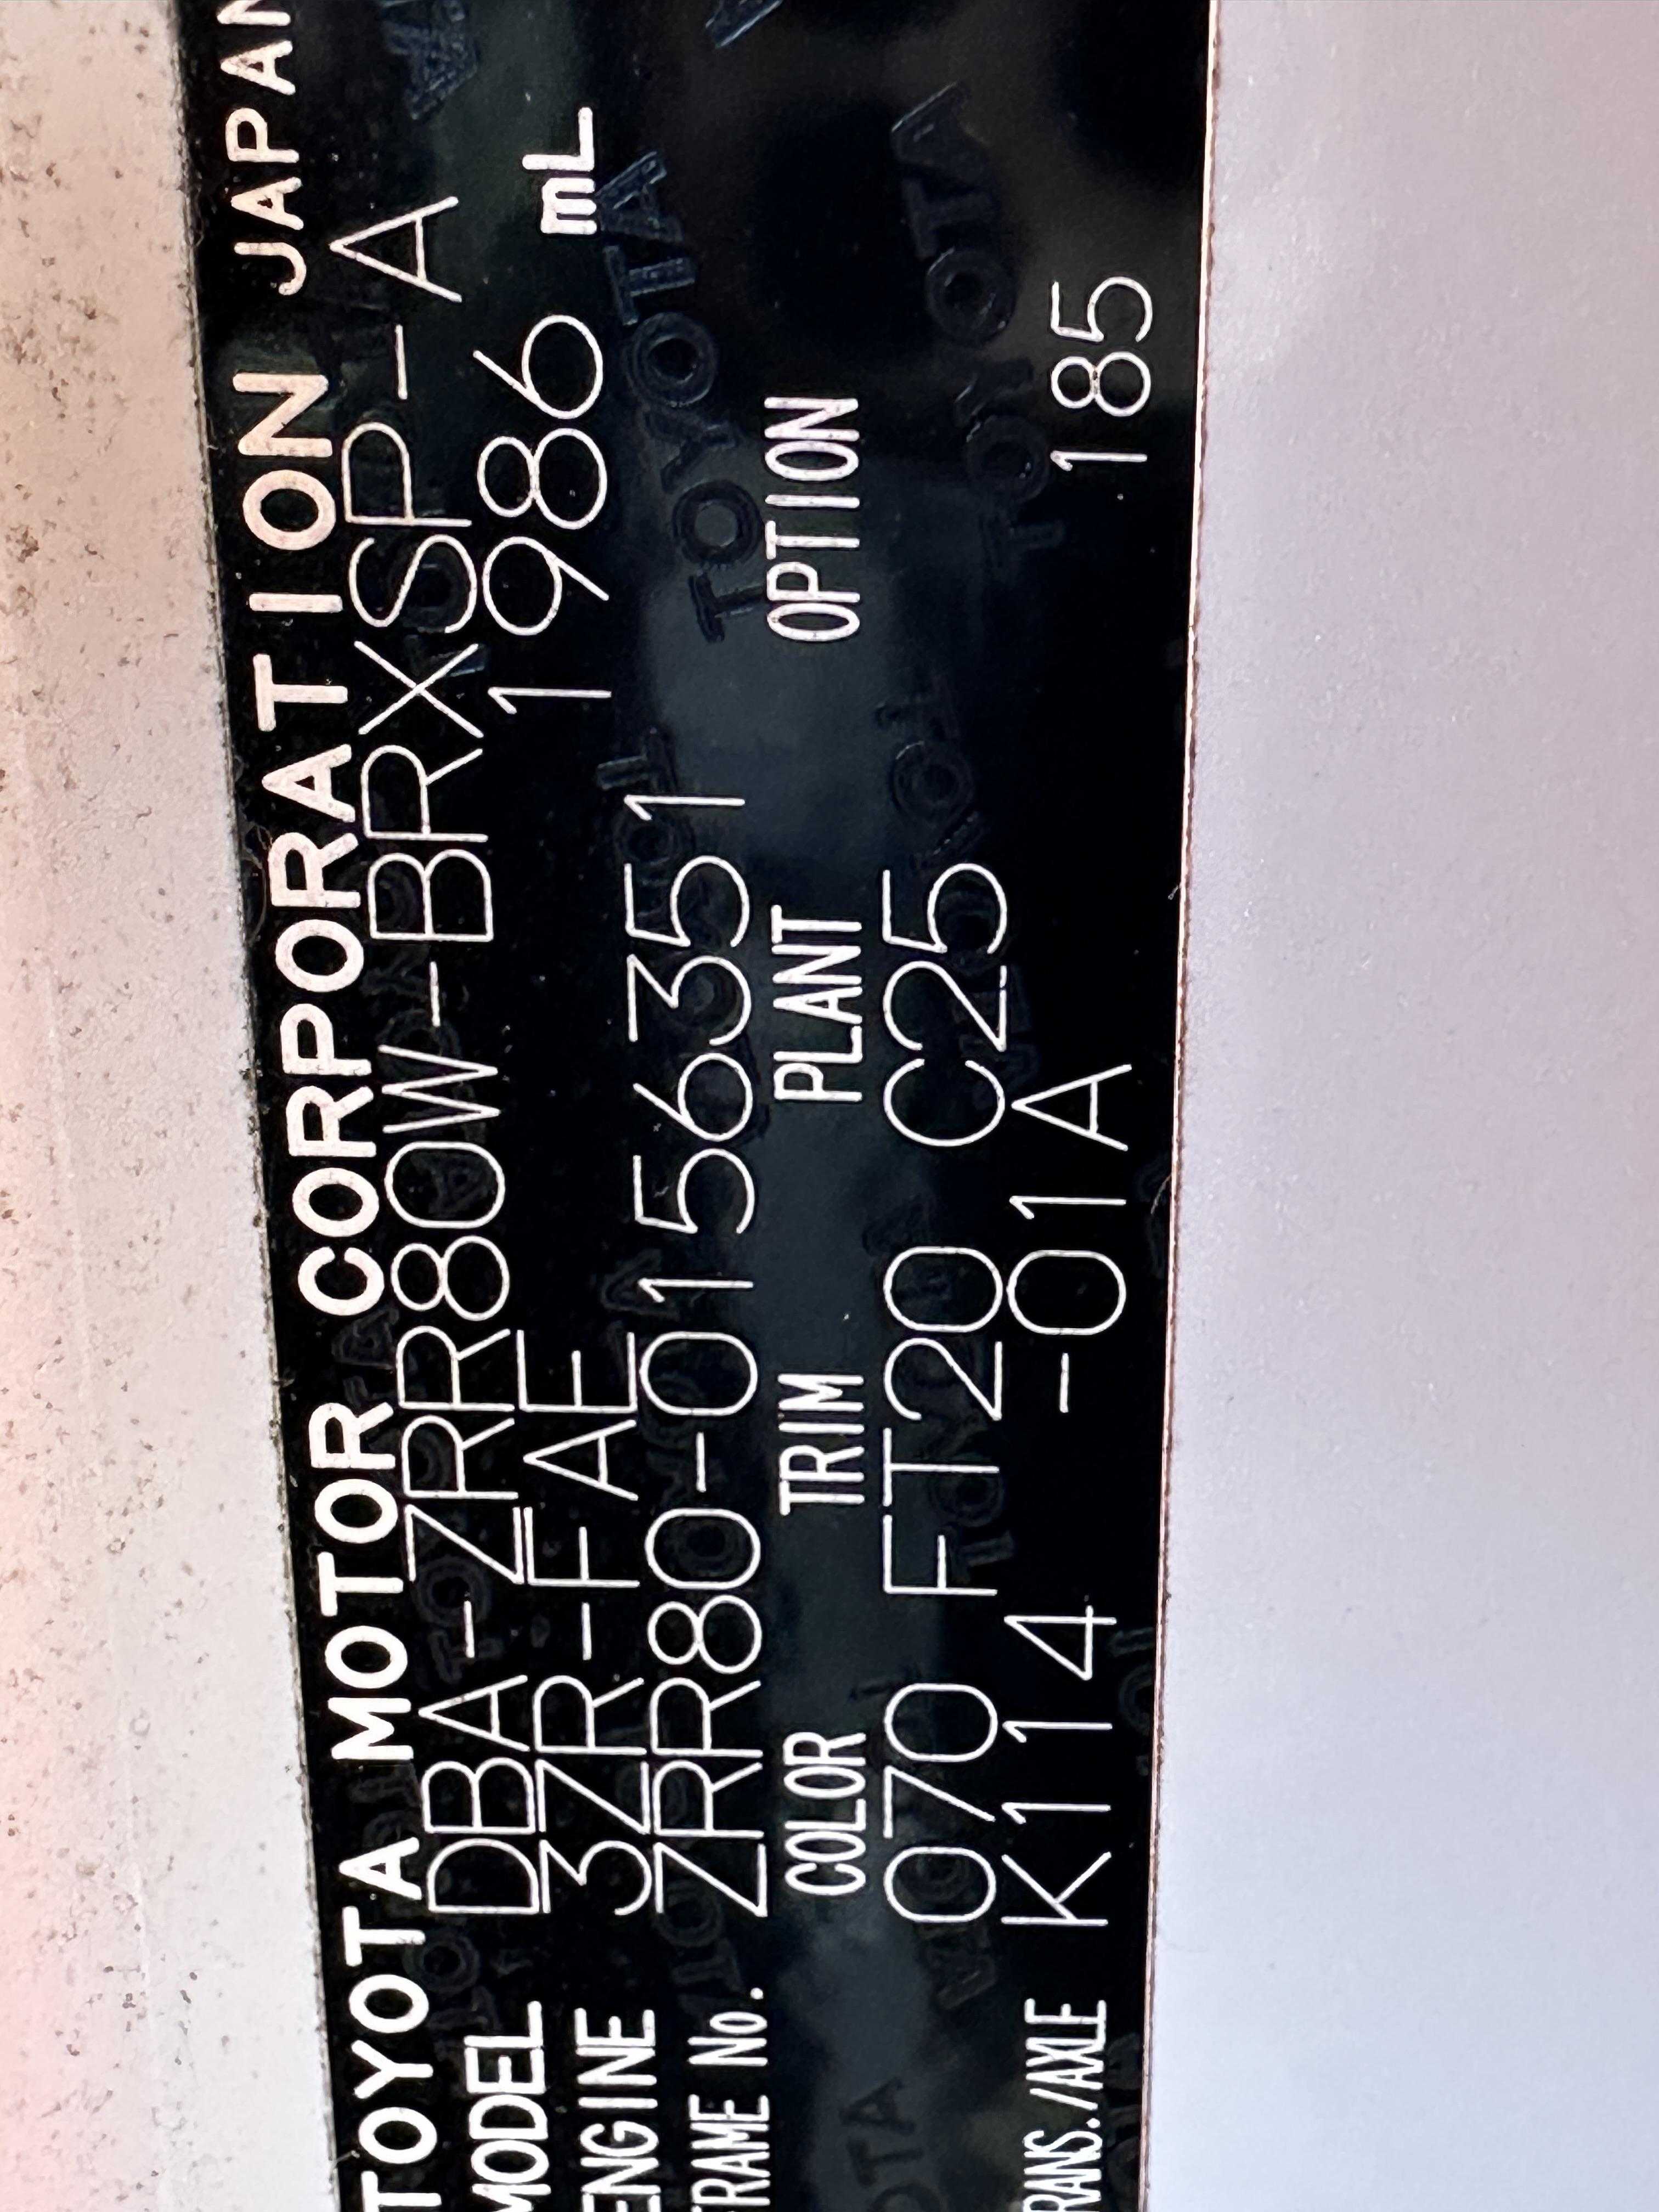 TOYOTA MOTOR CORPORATION JAPAN
MODEL DBA-ZRR80W-BRXSP-A
ENGINE 3ZR-FAE 1986 mL
FRAME No. ZRR80-0156351
COLOR TRIM PLANT OPTION
070 FT20 C25
TRANS./AXLE K114 -01A 185